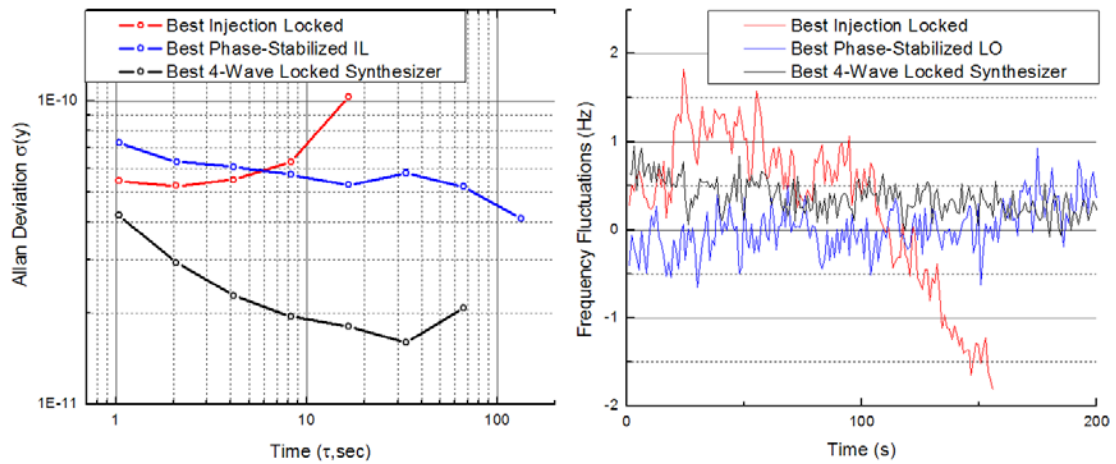 Best Injection Locked
Best Phase-Stabilized IL
Best 4-Wave Locked Synthesizer
1E-10
1E-11
Allan Deviation σ(y)
1
10
100
Time (τ,sec)
Best Injection Locked
Best Phase-Stabilized LO
Best 4-Wave Locked Synthesizer
2
1
0
-1
-2
Frequency Fluctuations (Hz)
0
100
200
Time (s)